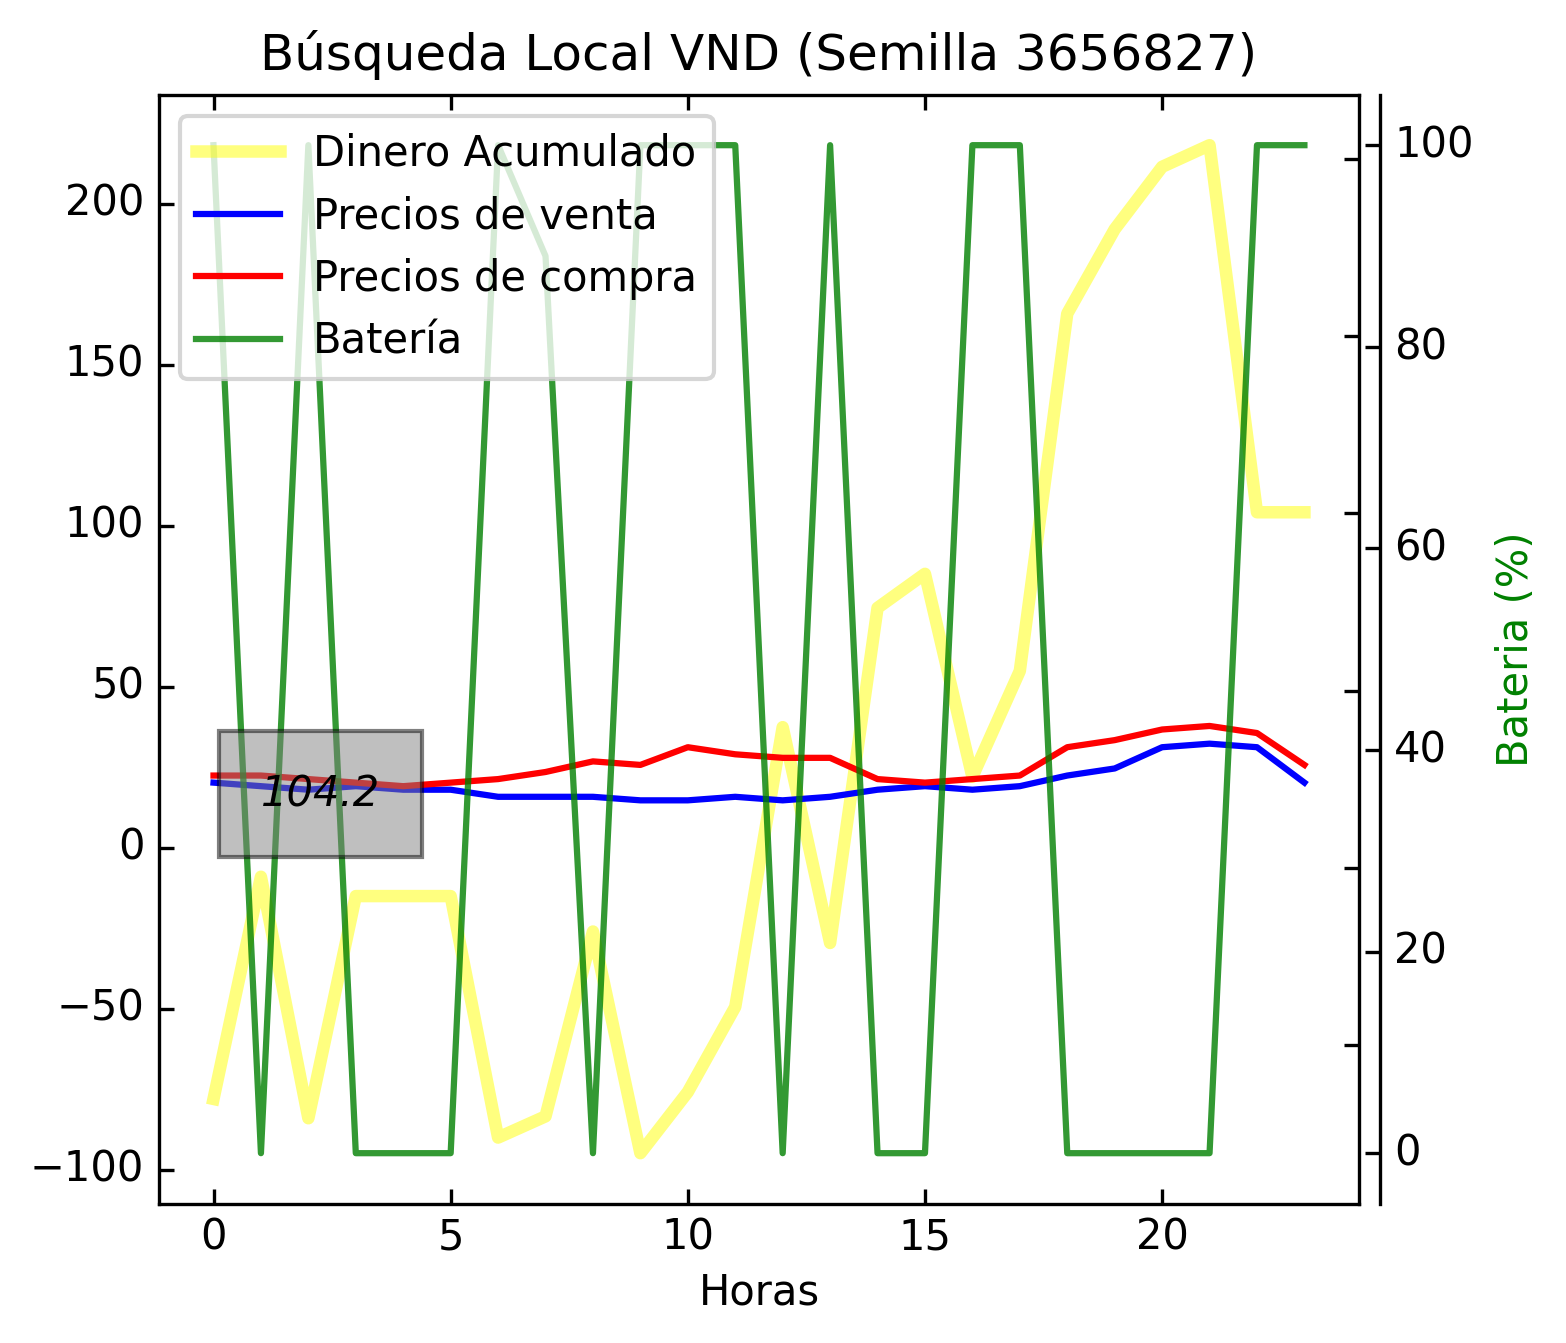 Búsqueda Local VND (Semilla 3656827)
Dinero Acumulado
Precios de venta
Precios de compra
Batería
200
150
100
50
0
−50
−100
104.2
100
80
60
40
20
0
Bateria (%)
0 5 10 15 20
Horas